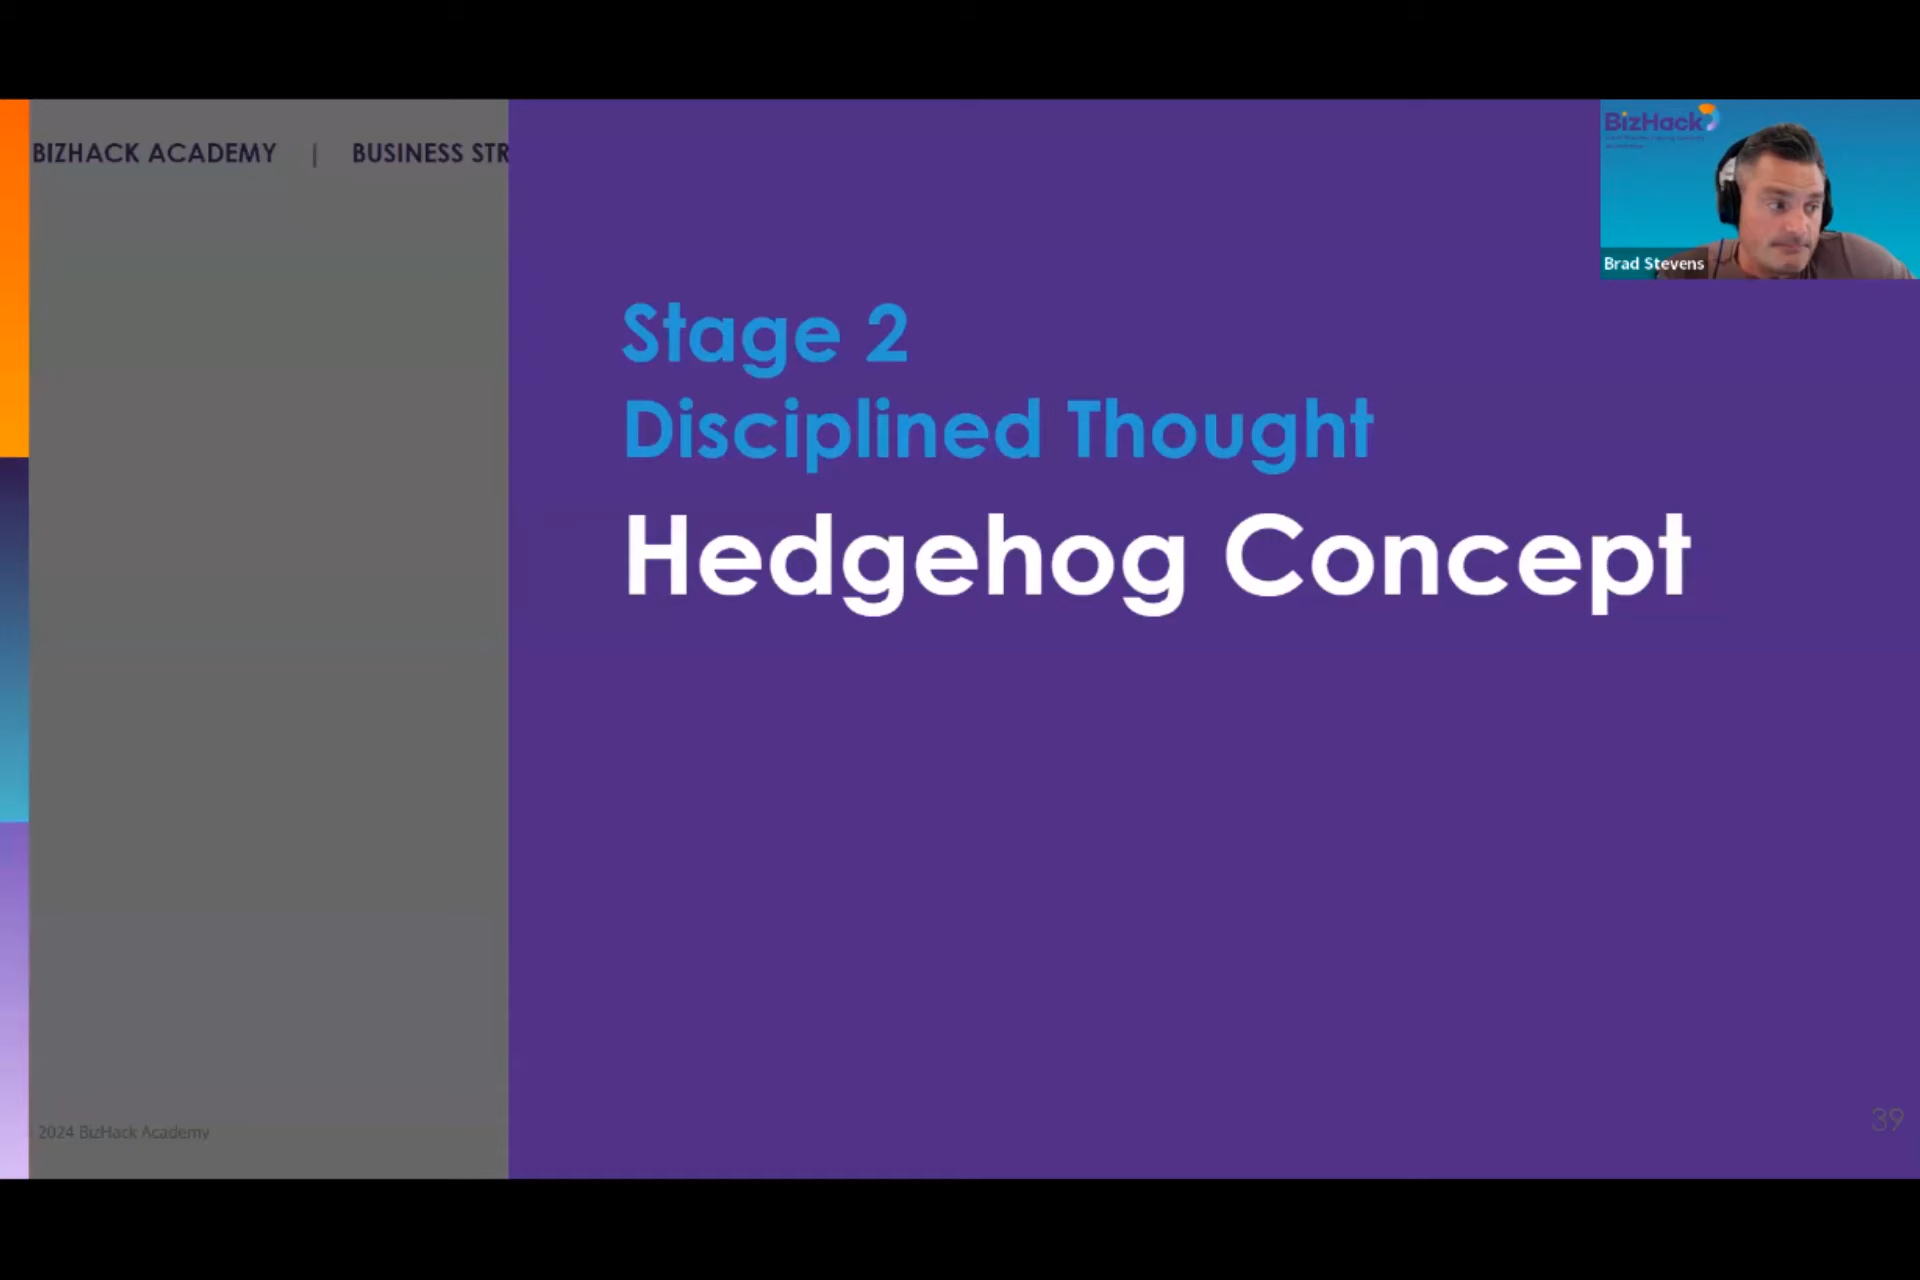 BIZHACK ACADEMY | BUSINESS STR
BizHack
Brad Stevens
Stage 2
Disciplined Thought
Hedgehog Concept
2024 BizHack Academy
39